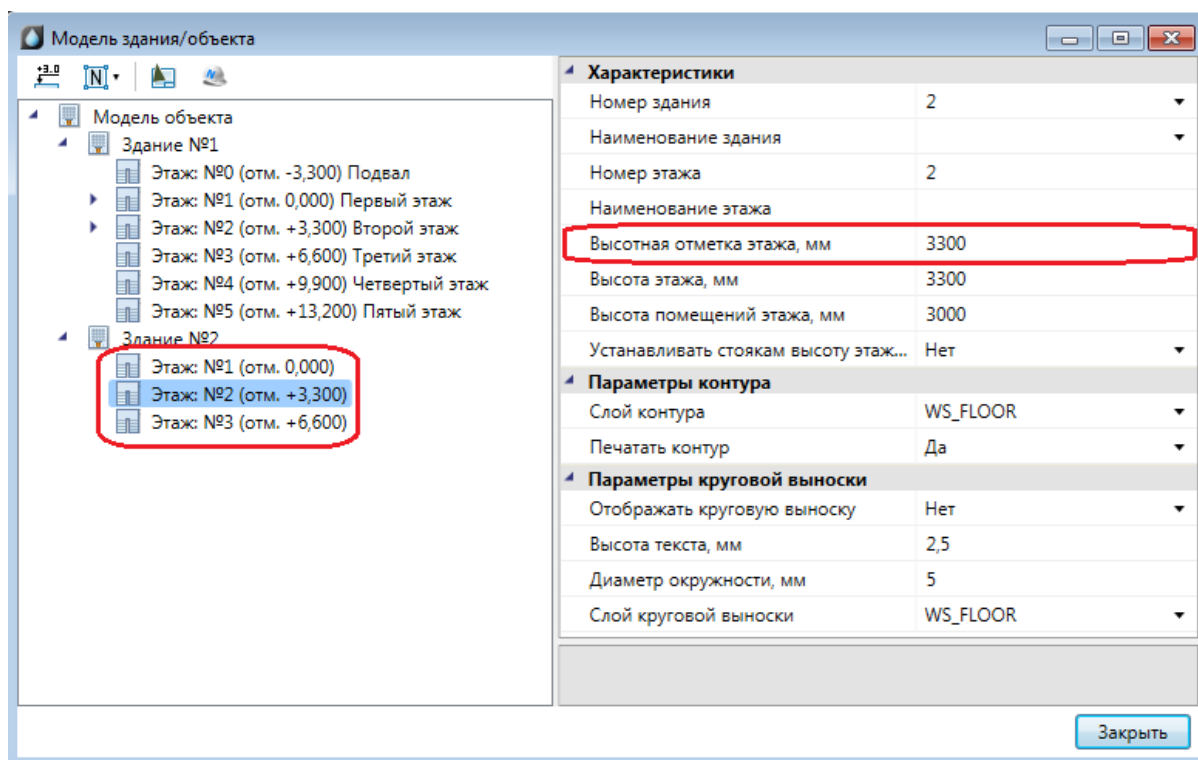 Модель здания/объекта
+3.0
N
Модель объекта
Здание №1
Этаж: №0 (отм. -3,300) Подвал
Этаж: №1 (отм. 0,000) Первый этаж
Этаж: №2 (отм. +3,300) Второй этаж
Этаж: №3 (отм. +6,600) Третий этаж
Этаж: №4 (отм. +9,900) Четвертый этаж
Этаж: №5 (отм. +13,200) Пятый этаж
Здание №2
Этаж: №1 (отм. 0,000)
Этаж: №2 (отм. +3,300)
Этаж: №3 (отм. +6,600)
Характеристики
Номер здания 2
Наименование здания
Номер этажа 2
Наименование этажа
Высотная отметка этажа, мм 3300
Высота этажа, мм 3300
Высота помещений этажа, мм 3000
Устанавливать стоякам высоту этаж... Нет
Параметры контура
Слой контура WS_FLOOR
Печатать контур Да
Параметры круговой выноски
Отображать круговую выноску Нет
Высота текста, мм 2,5
Диаметр окружности, мм 5
Слой круговой выноски WS_FLOOR
Закрыть